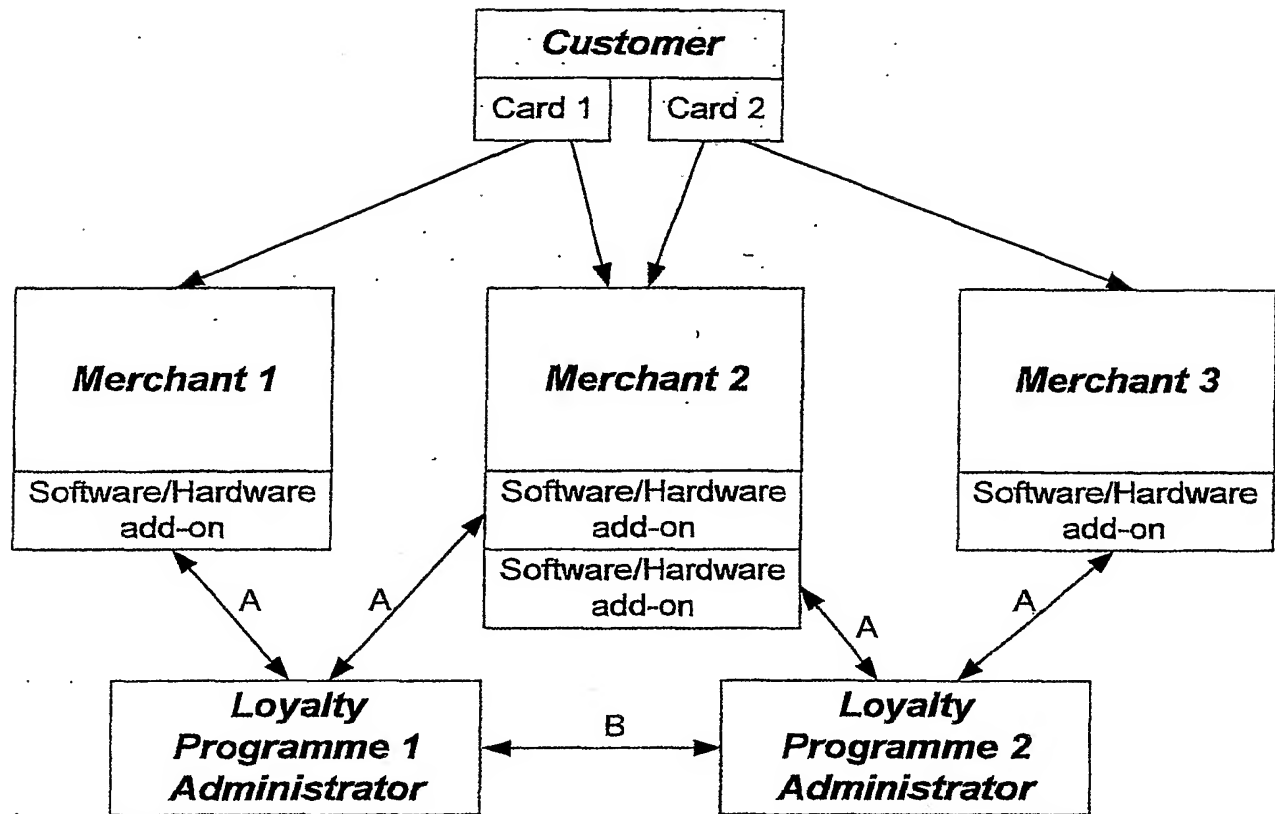 Customer
Card 1
Card 2
Merchant 1
Merchant 2
Merchant 3
Software/Hardware
add-on
Software/Hardware
add-on
Software/Hardware
add-on
Software/Hardware
add-on
A
A
A
A
Loyalty
Programme 1
Administrator
B
Loyalty
Programme 2
Administrator